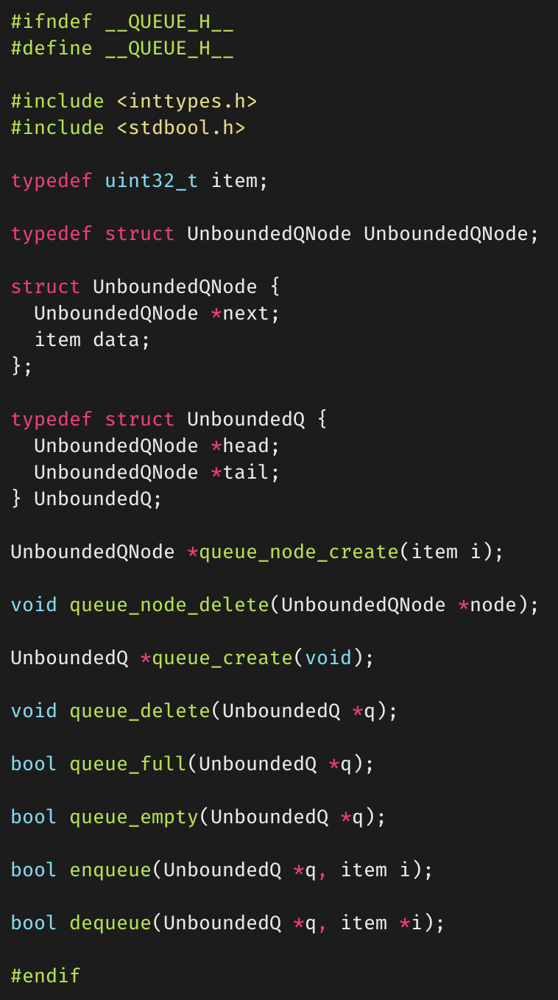 #ifndef __QUEUE_H__
#define __QUEUE_H__
#include <inttypes.h>
#include <stdbool.h>
typedef uint32_t item;
typedef struct UnboundedQNode UnboundedQNode;
struct UnboundedQNode {
  UnboundedQNode *next;
  item data;
};
typedef struct UnboundedQ {
  UnboundedQNode *head;
  UnboundedQNode *tail;
} UnboundedQ;
UnboundedQNode *queue_node_create(item i);
void queue_node_delete(UnboundedQNode *node);
UnboundedQ *queue_create(void);
void queue_delete(UnboundedQ *q);
bool queue_full(UnboundedQ *q);
bool queue_empty(UnboundedQ *q);
bool enqueue(UnboundedQ *q, item i);
bool dequeue(UnboundedQ *q, item *i);
#endif